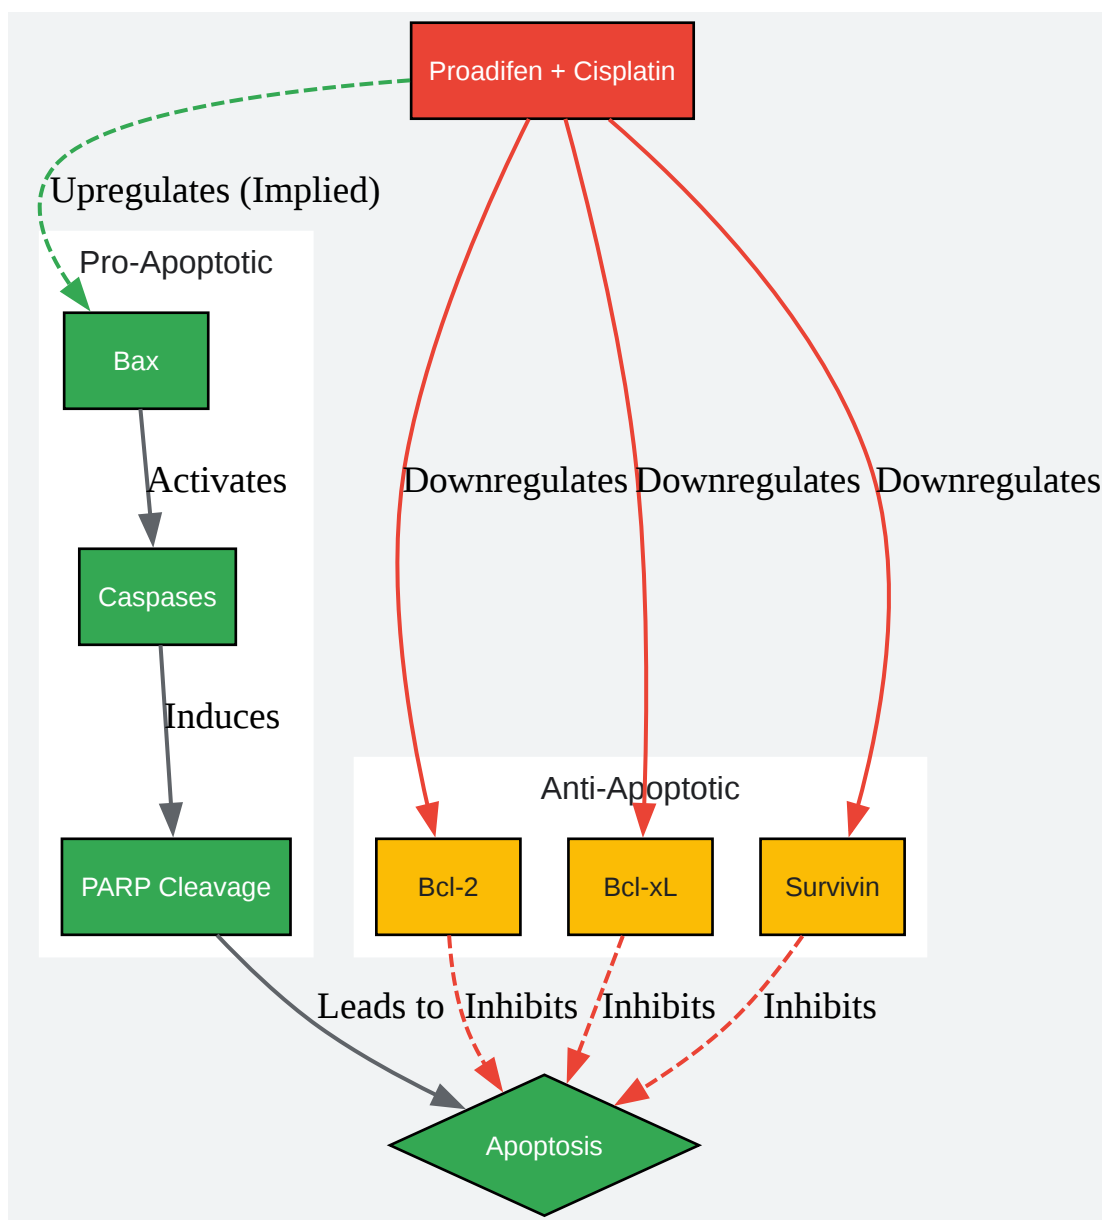 Proadifen + Cisplatin
Upregulates (Implied)
Pro-Apoptotic
Bax
Activates
Downregulates
Downregulates
Downregulates
Caspases
Induces
Anti-Apoptotic
PARP Cleavage
Bcl-2
Bcl-xL
Survivin
Leads to
Inhibits
Inhibits
Inhibits
Apoptosis